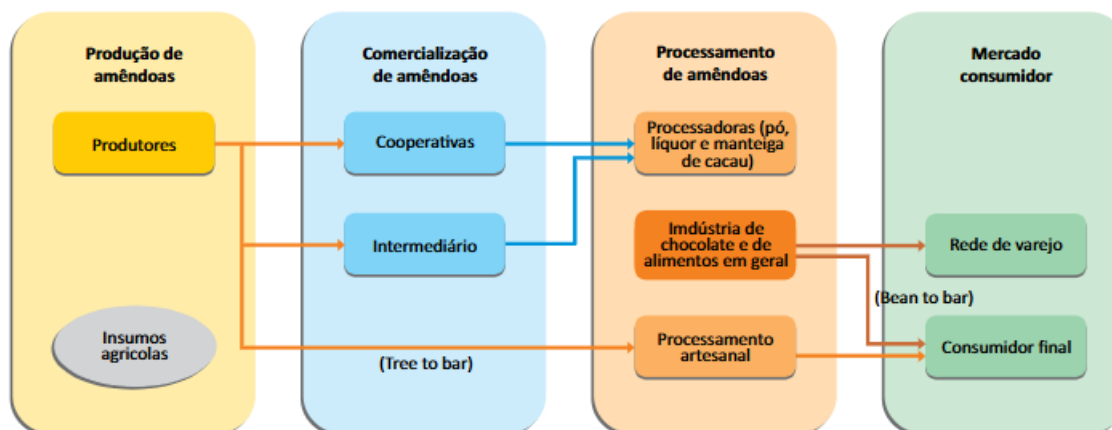 Produção de
amêndoas
Produtores
Insumos
agricolas
Comercialização
de amêndoas
Cooperativas
Intermediário
(Tree to bar)
Processamento
de amêndoas
Processadoras (pó,
líquor e manteiga
de cacau)
Imdústria de
chocolate e de
alimentos em geral
Processamento
artesanal
Mercado
consumidor
Rede de varejo
(Bean to bar)
Consumidor final